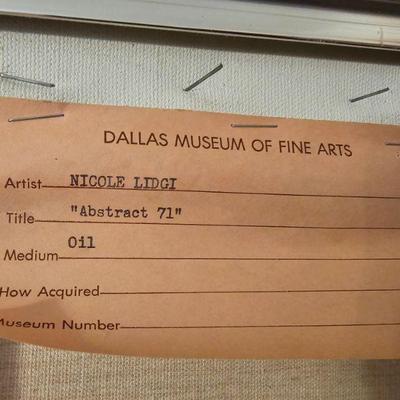 DALLAS MUSEUM OF FINE ARTS
Artist NICOLE LIDGI
Title "Abstract 71"
Medium Oil
How Acquired
Museum Number